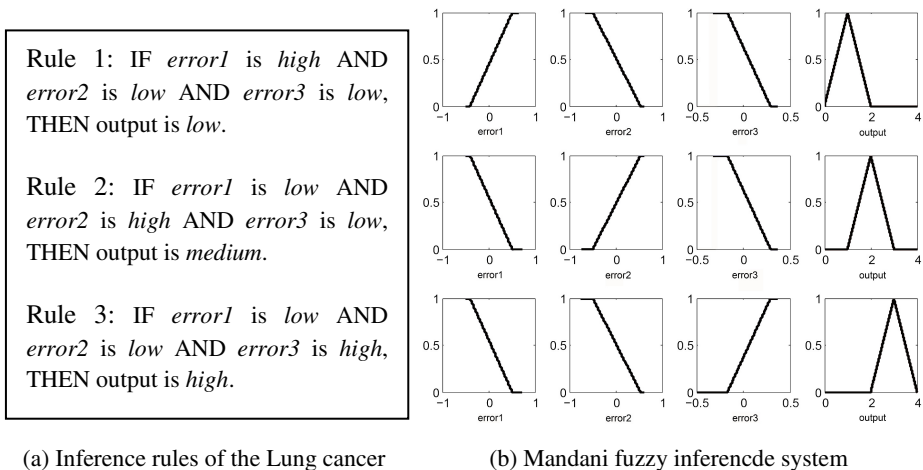 Rule 1: IF error1 is high AND
error2 is low AND error3 is low,
THEN output is low.
Rule 2: IF error1 is low AND
error2 is high AND error3 is low,
THEN output is medium.
Rule 3: IF error1 is low AND
error2 is low AND error3 is high,
THEN output is high.
1 1 1 1
0.5 0.5 0.5 0.5
0 0 0 0
-1 0 1 -1 0 1 -0.5 0 0.5 0 2 4
error1 error2 error3 output
1 1 1 1
0.5 0.5 0.5 0.5
0 0 0 0
-1 0 1 -1 0 1 -0.5 0 0.5 0 2 4
error1 error2 error3 output
1 1 1 1
0.5 0.5 0.5 0.5
0 0 0 0
-1 0 1 -1 0 1 -0.5 0 0.5 0 2 4
error1 error2 error3 output
(a) Inference rules of the Lung cancer
(b) Mandani fuzzy inferencde system